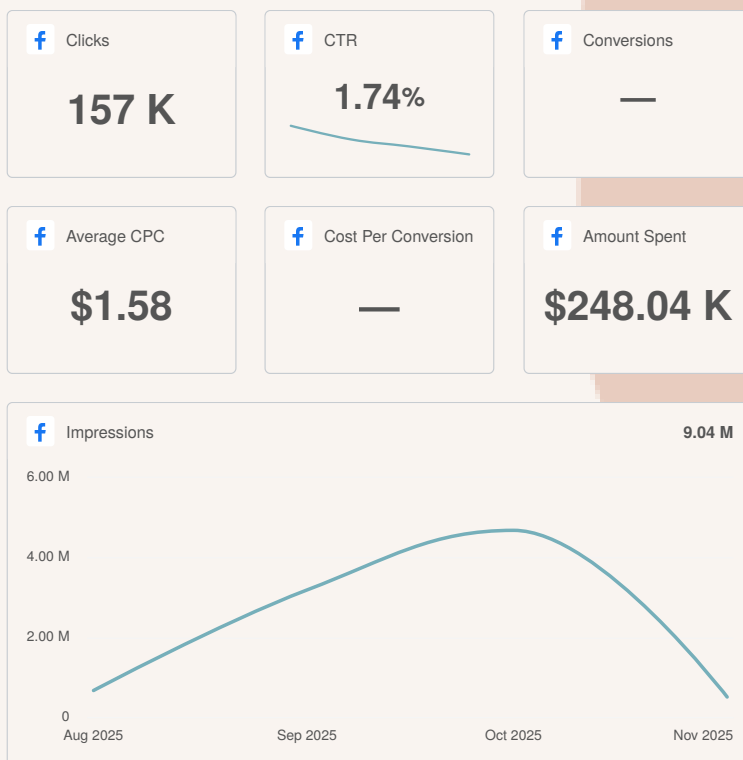 Clicks
157 K
CTR
1.74%
Conversions
—
Average CPC
$1.58
Cost Per Conversion
—
Amount Spent
$248.04 K
Impressions
9.04 M
6.00 M
4.00 M
2.00 M
0
Aug 2025 Sep 2025 Oct 2025 Nov 2025